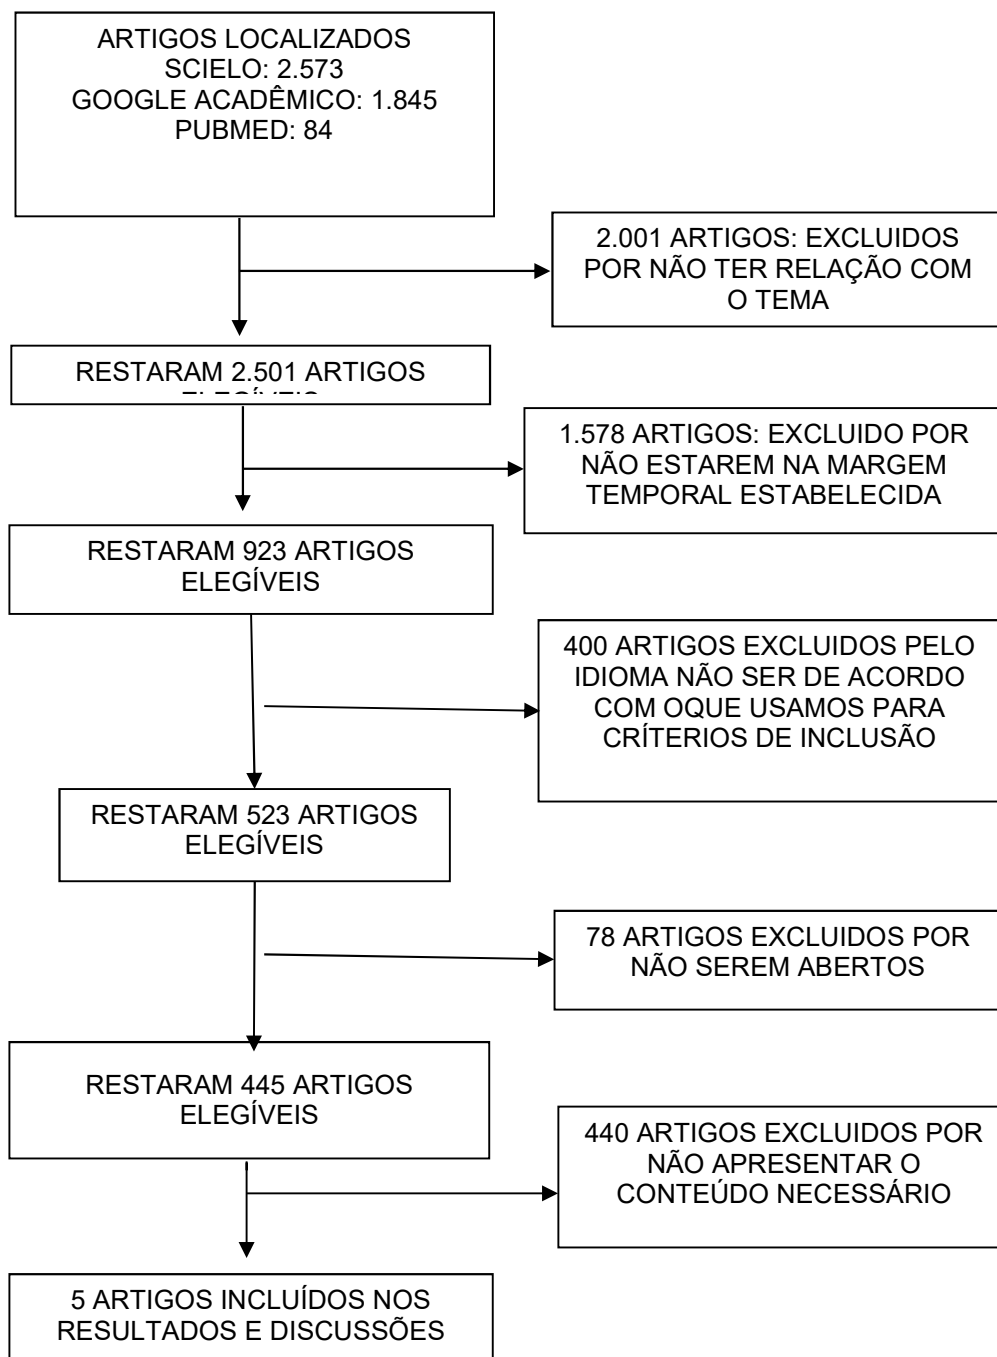 ARTIGOS LOCALIZADOS
SCIELO: 2.573
GOOGLE ACADÊMICO: 1.845
PUBMED: 84
2.001 ARTIGOS: EXCLUIDOS
POR NÃO TER RELAÇÃO COM
O TEMA
RESTARAM 2.501 ARTIGOS
1.578 ARTIGOS: EXCLUIDO POR
NÃO ESTAREM NA MARGEM
TEMPORAL ESTABELECIDA
RESTARAM 923 ARTIGOS
ELEGÍVEIS
400 ARTIGOS EXCLUIDOS PELO
IDIOMA NÃO SER DE ACORDO
COM OQUE USAMOS PARA
CRÍTERIOS DE INCLUSÃO
RESTARAM 523 ARTIGOS
ELEGÍVEIS
78 ARTIGOS EXCLUIDOS POR
NÃO SEREM ABERTOS
RESTARAM 445 ARTIGOS
ELEGÍVEIS
440 ARTIGOS EXCLUIDOS POR
NÃO APRESENTAR O
CONTEÚDO NECESSÁRIO
5 ARTIGOS INCLUÍDOS NOS
RESULTADOS E DISCUSSÕES